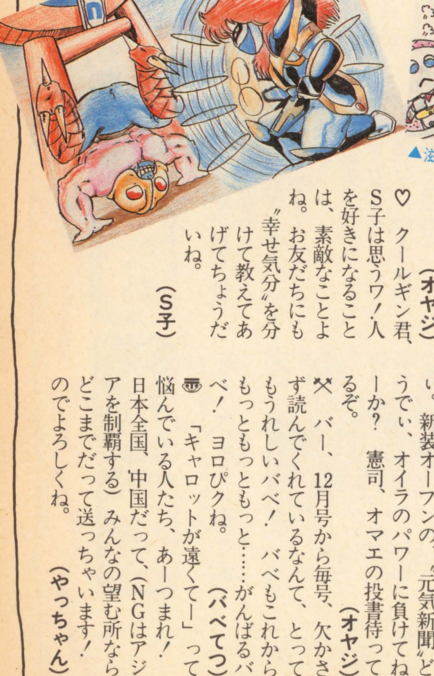 (オヤジ)
♡ クールギン君、
S子は思うワ!人
を好きになること
は、素敵なことよ
ね。お友だちにも
〝幸せ気分〟を分
けて教えてあ
げてちょうだ
いね。
(S子)
い。新装オープンの、〝元気新聞〟ど
うでぃ、オイラのパワーに負けてね
ーか? 憲司、オマエの投書待って
るぞ。
(オヤジ)
バー、12月号から毎号、欠かさ
ず読んでくれているなんて、とって
もうれしいバベ! バベもこれから
もっともっともっと……がんばるバ
ベ! ヨロピクね。
(バベてつ)
「キャロットが遠くてー」って
悩んでいる人たち、あーつまれ!
日本全国、中国だって、(NGはアジ
アを制覇する)みんなの望む所なら
どこまでだって送っちゃいます!
のでよろしくね。
(やっちゃん)